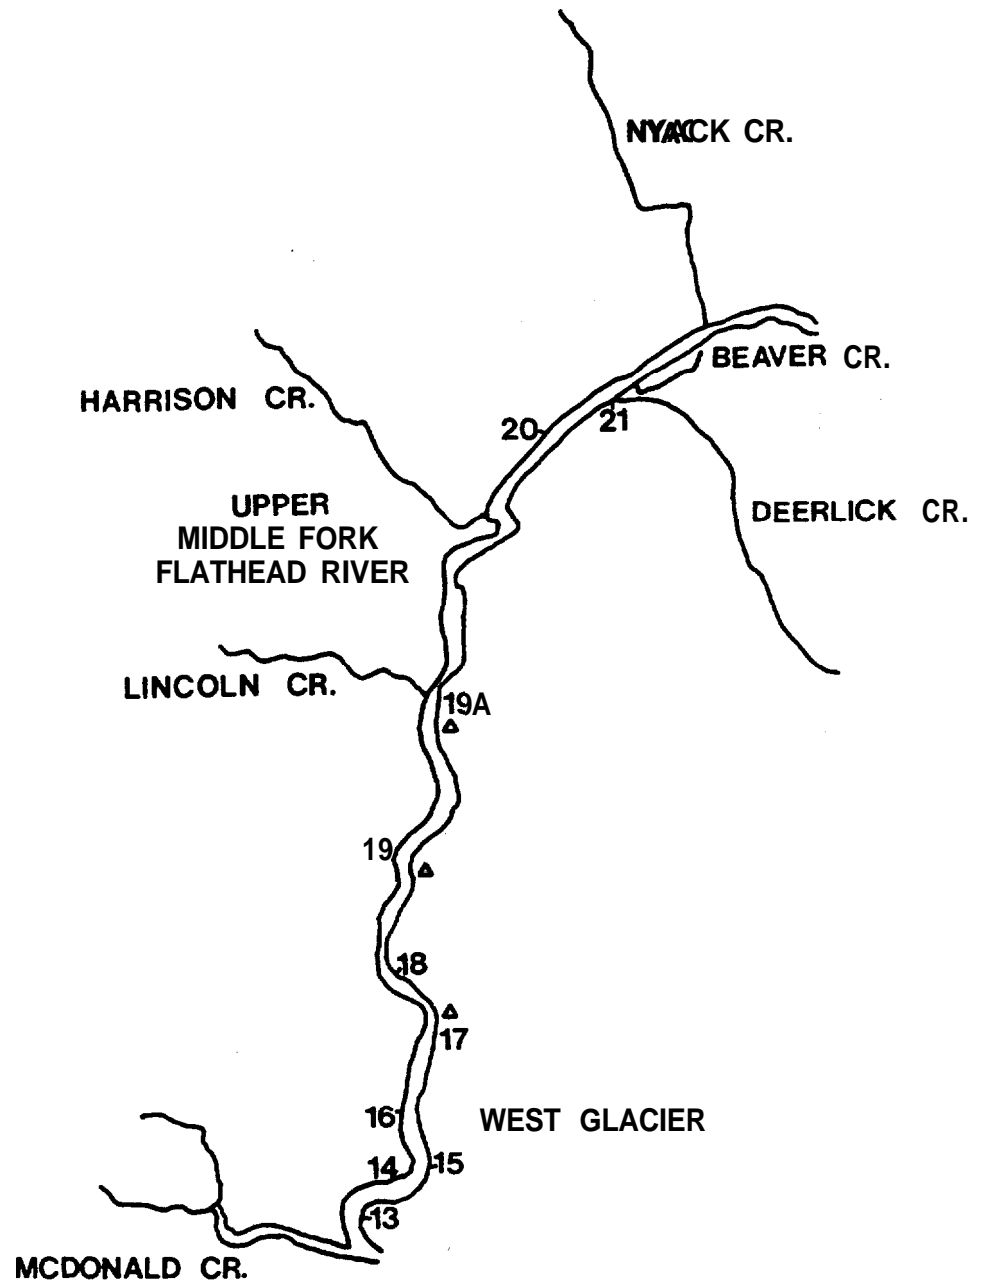 NYACK CR.
BEAVER CR.
HARRISON CR.
20
21
UPPER
MIDDLE FORK
FLATHEAD RIVER
DEERLICK CR.
LINCOLN CR.
19A
19
18
17
16
WEST GLACIER
14
15
13
MCDONALD CR.